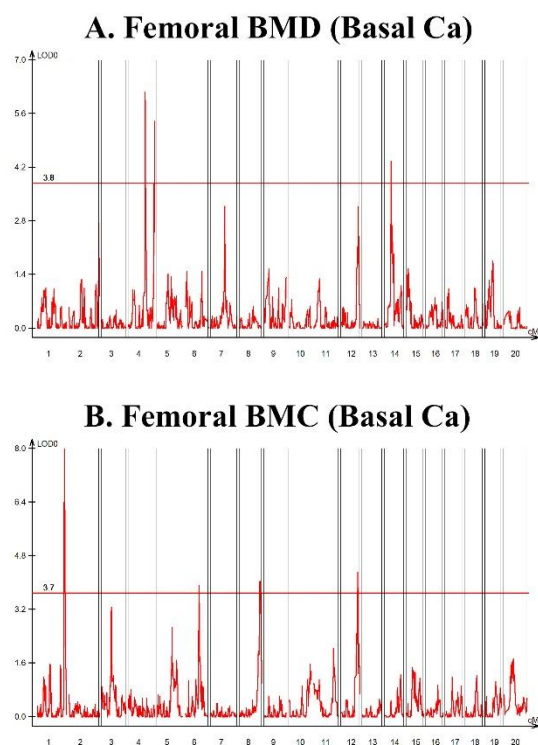 A. Femoral BMD (Basal Ca)
LOD0
7.0
5.6
4.2
3.8
2.8
1.4
0.0
cM
1 2 3 4 5 6 7 8 9 10 11 12 13 14 15 16 17 18 19 20
B. Femoral BMC (Basal Ca)
LOD0
8.0
6.4
4.8
3.7
3.2
1.6
0.0
cM
1 2 3 4 5 6 7 8 9 10 11 12 13 14 15 16 17 18 19 20